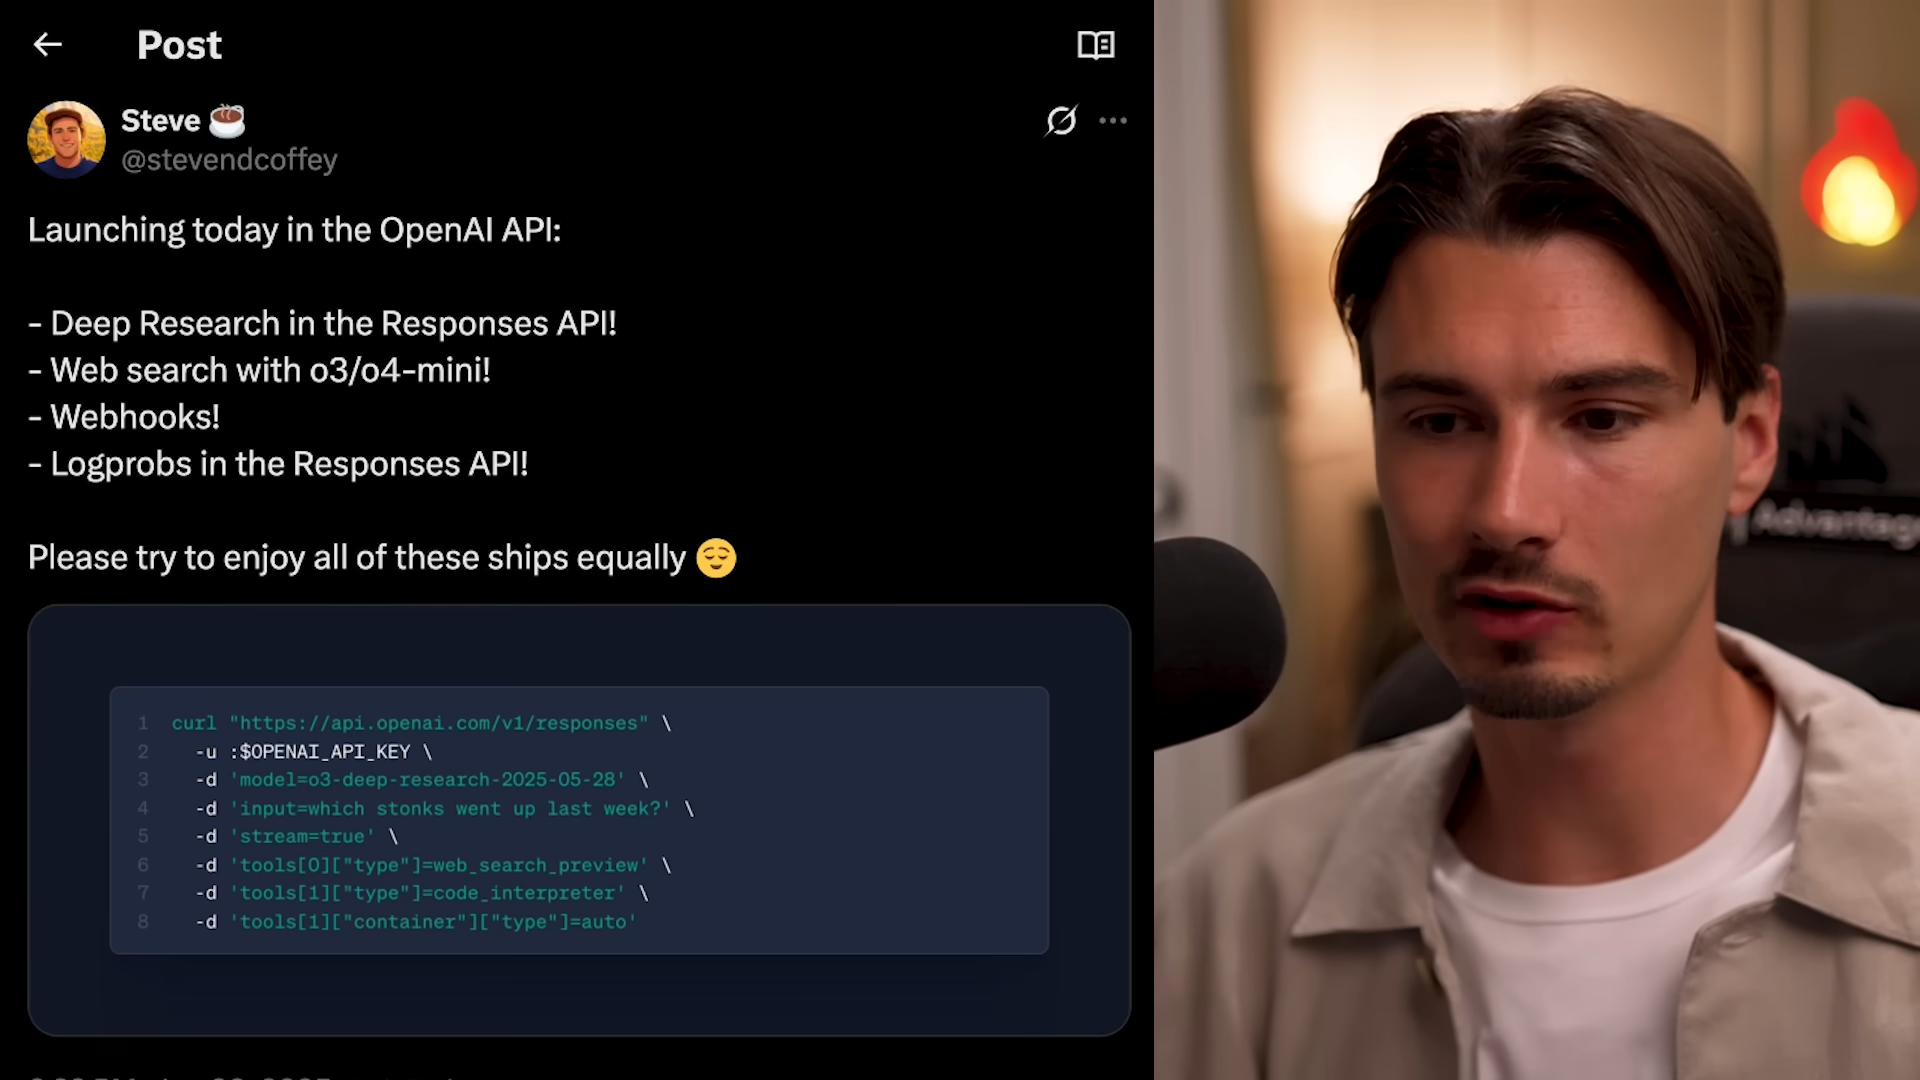 Post
Steve ☕
@stevendcoffey
Launching today in the OpenAI API:
- Deep Research in the Responses API!
- Web search with o3/o4-mini!
- Webhooks!
- Logprobs in the Responses API!
Please try to enjoy all of these ships equally 😌
1 curl "https://api.openai.com/v1/responses" \
2 -u :$OPENAI_API_KEY \
3 -d 'model=o3-deep-research-2025-05-28' \
4 -d 'input=which stonks went up last week?' \
5 -d 'stream=true' \
6 -d 'tools[0]["type"]=web_search_preview' \
7 -d 'tools[1]["type"]=code_interpreter' \
8 -d 'tools[1]["container"]["type"]=auto'
Advantage